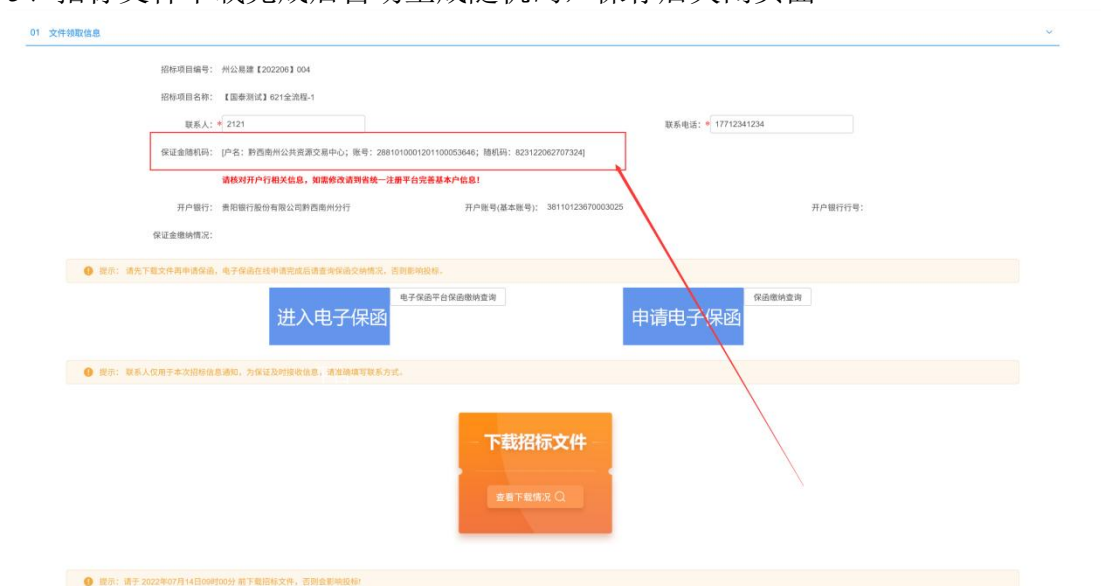 01 文件领取信息
招标项目编号: 州公易建【202206】004
招标项目名称: 【国泰测试】621全流程-1
联系人: * 2121 联系电话: * 17712341234
保证金随机码: [户名: 黔西南州公共资源交易中心; 账号: 2881010001201100053646; 随机码: 823122062707324]
请核对开户行相关信息, 如需修改请到省统一注册平台完善基本户信息!
开户银行: 贵阳银行股份有限公司黔西南州分行 开户账号(基本账号): 38110123670003025 开户银行行号:
保证金缴纳情况:
提示: 请先下载文件再申请保函, 电子保函在线申请完成后请查询保函交纳情况, 否则影响投标.
进入电子保函 电子保函平台保函缴纳查询 申请电子保函 保函缴纳查询
提示: 联系人仅用于本次招标信息通知, 为保证及时接收信息, 请准确填写联系方式.
下载招标文件
查看下载情况
提示: 请于 2022年07月14日09时00分 前下载招标文件, 否则会影响投标!